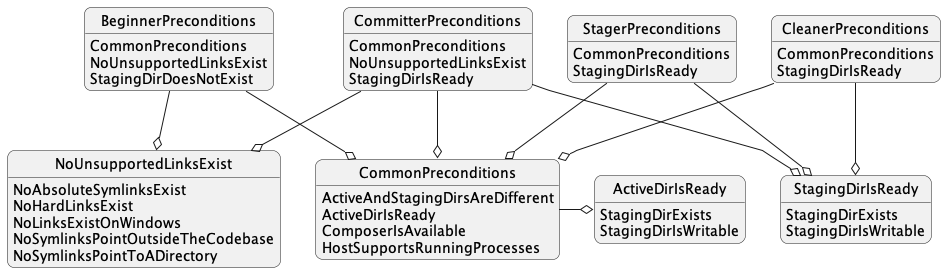 BeginnerPreconditions
CommonPreconditions
NoUnsupportedLinksExist
StagingDirDoesNotExist
CommitterPreconditions
CommonPreconditions
NoUnsupportedLinksExist
StagingDirIsReady
StagerPreconditions
CommonPreconditions
StagingDirIsReady
CleanerPreconditions
CommonPreconditions
StagingDirIsReady
NoUnsupportedLinksExist
NoAbsoluteSymlinksExist
NoHardLinksExist
NoLinksExistOnWindows
NoSymlinksPointOutsideTheCodebase
NoSymlinksPointToADirectory
CommonPreconditions
ActiveAndStagingDirsAreDifferent
ActiveDirIsReady
ComposerIsAvailable
HostSupportsRunningProcesses
ActiveDirIsReady
StagingDirExists
StagingDirIsWritable
StagingDirIsReady
StagingDirExists
StagingDirIsWritable